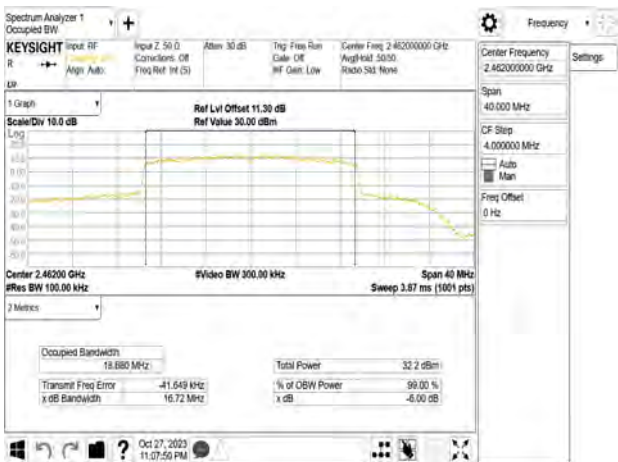 Spectrum Analyzer 1
Occupied BW
+
Frequency
KEYSIGHT Input: RF
R
Align: Auto
Input Z: 50 Ω
Corrections: Off
Freq Ref: Int (S)
Atten: 30 dB
Trig: Free Run
Gate: Off
#IF Gain: Low
Center Freq: 2.462000000 GHz
Avg|Hold: 50/50
Radio Std: None
Center Frequency
2.462000000 GHz
Settings
Span
40.000 MHz
CF Step
4.000000 MHz
Auto
Man
Freq Offset
0 Hz
1 Graph
Scale/Div 10.0 dB
Ref Lvl Offset 11.30 dB
Ref Value 30.00 dBm
Log
Center 2.46200 GHz
#Res BW 100.00 kHz
#Video BW 300.00 kHz
Span 40 MHz
Sweep 3.87 ms (1001 pts)
2 Metrics
Occupied Bandwidth
18.680 MHz
Total Power 32.2 dBm
Transmit Freq Error -41.649 kHz
% of OBW Power 99.00 %
x dB Bandwidth 16.72 MHz
x dB -6.00 dB
?
Oct 27, 2023
11:07:50 PM